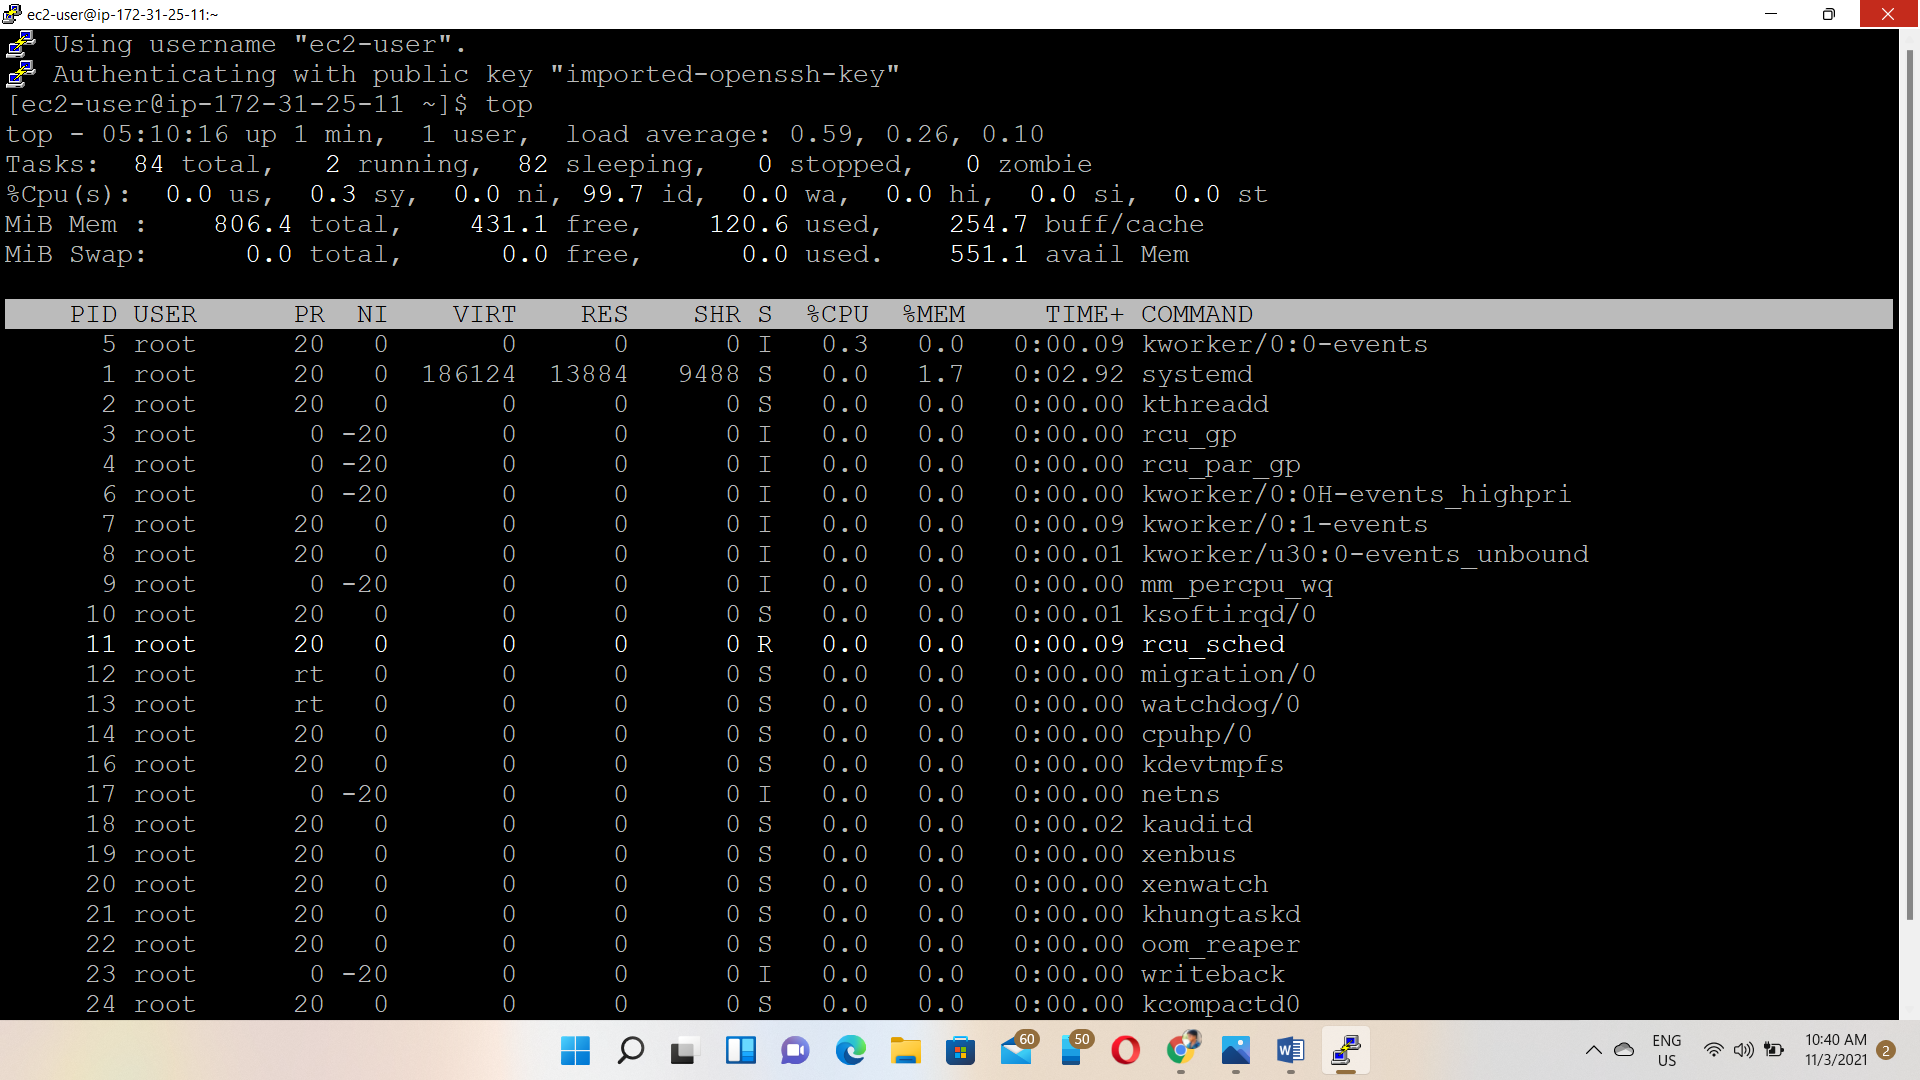 ec2-user@ip-172-31-25-11:~
Using username "ec2-user".
Authenticating with public key "imported-openssh-key"
[ec2-user@ip-172-31-25-11 ~]$ top
top - 05:10:16 up 1 min,  1 user,  load average: 0.59, 0.26, 0.10
Tasks:  84 total,   2 running,  82 sleeping,   0 stopped,   0 zombie
%Cpu(s):  0.0 us,  0.3 sy,  0.0 ni, 99.7 id,  0.0 wa,  0.0 hi,  0.0 si,  0.0 st
MiB Mem :    806.4 total,    431.1 free,    120.6 used,    254.7 buff/cache
MiB Swap:      0.0 total,      0.0 free,      0.0 used.    551.1 avail Mem
PID USER      PR  NI    VIRT    RES    SHR S  %CPU  %MEM     TIME+ COMMAND
5 root      20   0       0      0      0 I   0.3   0.0   0:00.09 kworker/0:0-events
1 root      20   0  186124  13884   9488 S   0.0   1.7   0:02.92 systemd
2 root      20   0       0      0      0 S   0.0   0.0   0:00.00 kthreadd
3 root       0 -20       0      0      0 I   0.0   0.0   0:00.00 rcu_gp
4 root       0 -20       0      0      0 I   0.0   0.0   0:00.00 rcu_par_gp
6 root       0 -20       0      0      0 I   0.0   0.0   0:00.00 kworker/0:0H-events_highpri
7 root      20   0       0      0      0 I   0.0   0.0   0:00.09 kworker/0:1-events
8 root      20   0       0      0      0 I   0.0   0.0   0:00.01 kworker/u30:0-events_unbound
9 root       0 -20       0      0      0 I   0.0   0.0   0:00.00 mm_percpu_wq
10 root      20   0       0      0      0 S   0.0   0.0   0:00.01 ksoftirqd/0
11 root      20   0       0      0      0 R   0.0   0.0   0:00.09 rcu_sched
12 root      rt   0       0      0      0 S   0.0   0.0   0:00.00 migration/0
13 root      rt   0       0      0      0 S   0.0   0.0   0:00.00 watchdog/0
14 root      20   0       0      0      0 S   0.0   0.0   0:00.00 cpuhp/0
16 root      20   0       0      0      0 S   0.0   0.0   0:00.00 kdevtmpfs
17 root       0 -20       0      0      0 I   0.0   0.0   0:00.00 netns
18 root      20   0       0      0      0 S   0.0   0.0   0:00.02 kauditd
19 root      20   0       0      0      0 S   0.0   0.0   0:00.00 xenbus
20 root      20   0       0      0      0 S   0.0   0.0   0:00.00 xenwatch
21 root      20   0       0      0      0 S   0.0   0.0   0:00.00 khungtaskd
22 root      20   0       0      0      0 S   0.0   0.0   0:00.00 oom_reaper
23 root       0 -20       0      0      0 I   0.0   0.0   0:00.00 writeback
24 root      20   0       0      0      0 S   0.0   0.0   0:00.00 kcompactd0
60
50
W
ENG
US
10:40 AM
11/3/2021
2